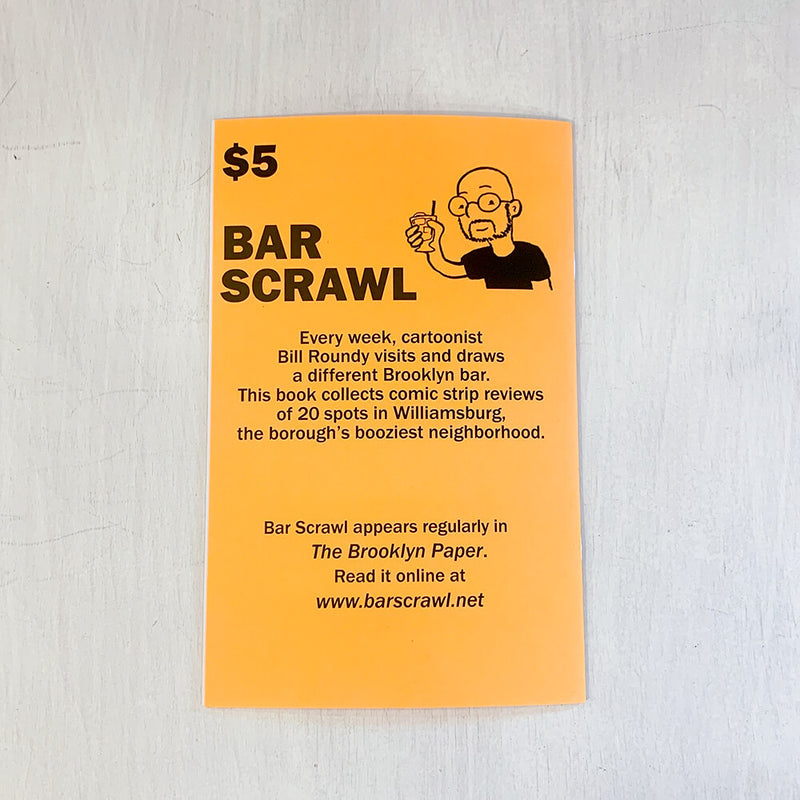 $5
BAR
SCRAWL
Every week, cartoonist
Bill Roundy visits and draws
a different Brooklyn bar.
This book collects comic strip reviews
of 20 spots in Williamsburg,
the borough's booziest neighborhood.
Bar Scrawl appears regularly in
The Brooklyn Paper.
Read it online at
www.barscrawl.net